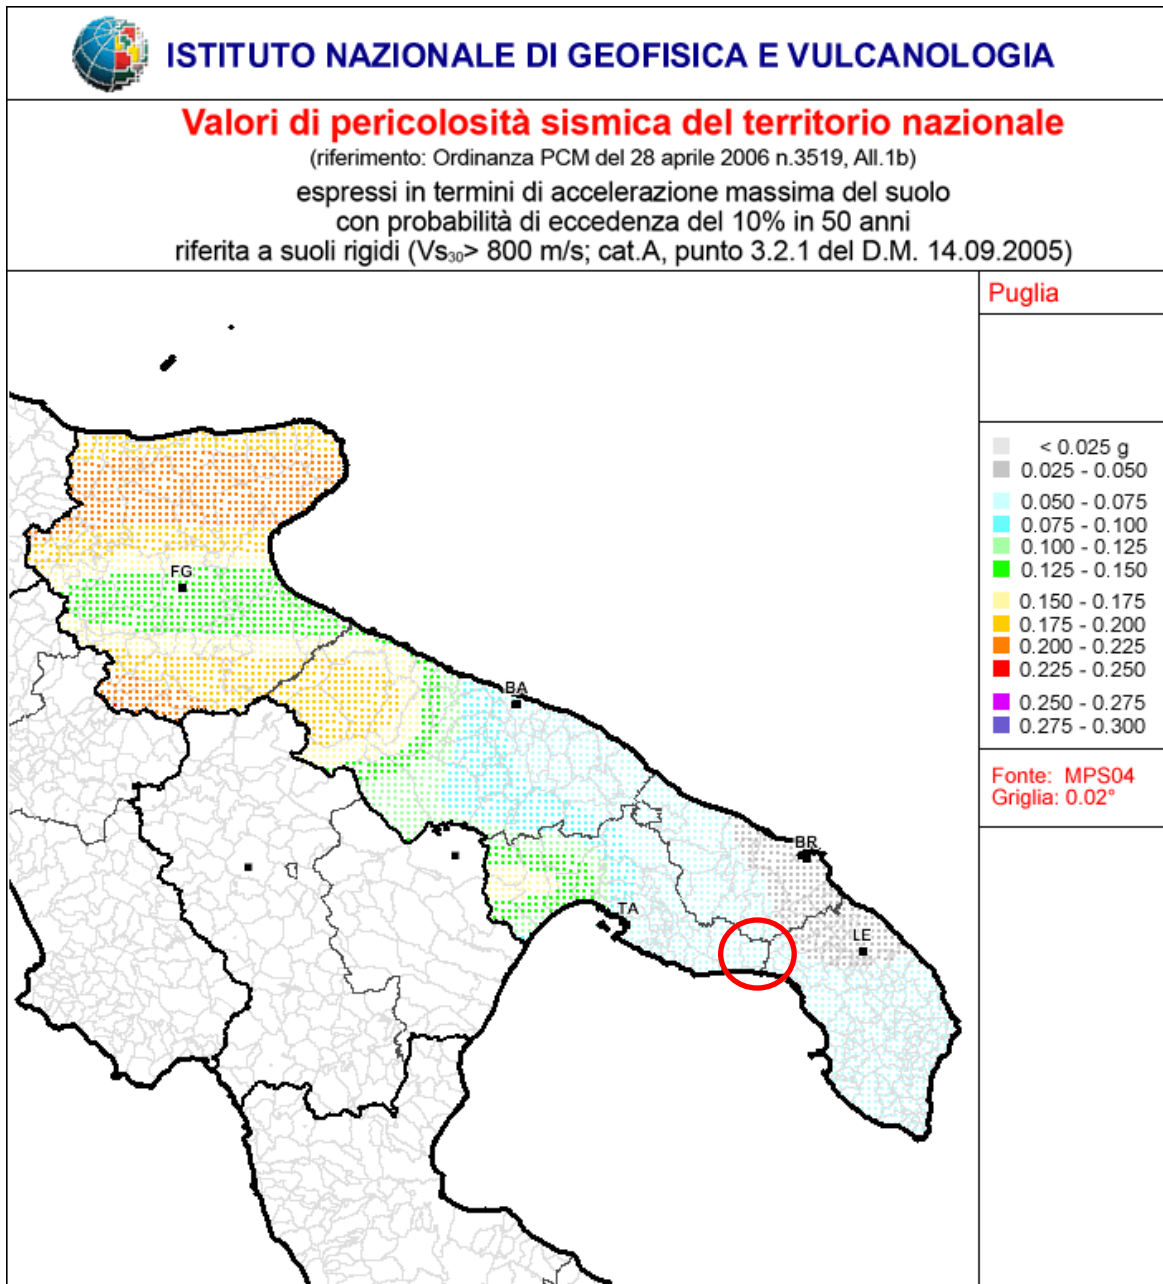 ISTITUTO NAZIONALE DI GEOFISICA E VULCANOLOGIA
Valori di pericolosità sismica del territorio nazionale
(riferimento: Ordinanza PCM del 28 aprile 2006 n.3519, All.1b)
espressi in termini di accelerazione massima del suolo
con probabilità di eccedenza del 10% in 50 anni
riferita a suoli rigidi (Vs₃₀> 800 m/s; cat.A, punto 3.2.1 del D.M. 14.09.2005)
Puglia
< 0.025 g
0.025 - 0.050
0.050 - 0.075
0.075 - 0.100
0.100 - 0.125
0.125 - 0.150
0.150 - 0.175
0.175 - 0.200
0.200 - 0.225
0.225 - 0.250
0.250 - 0.275
0.275 - 0.300
Fonte: MPS04
Griglia: 0.02°
FG
BA
BR
TA
LE